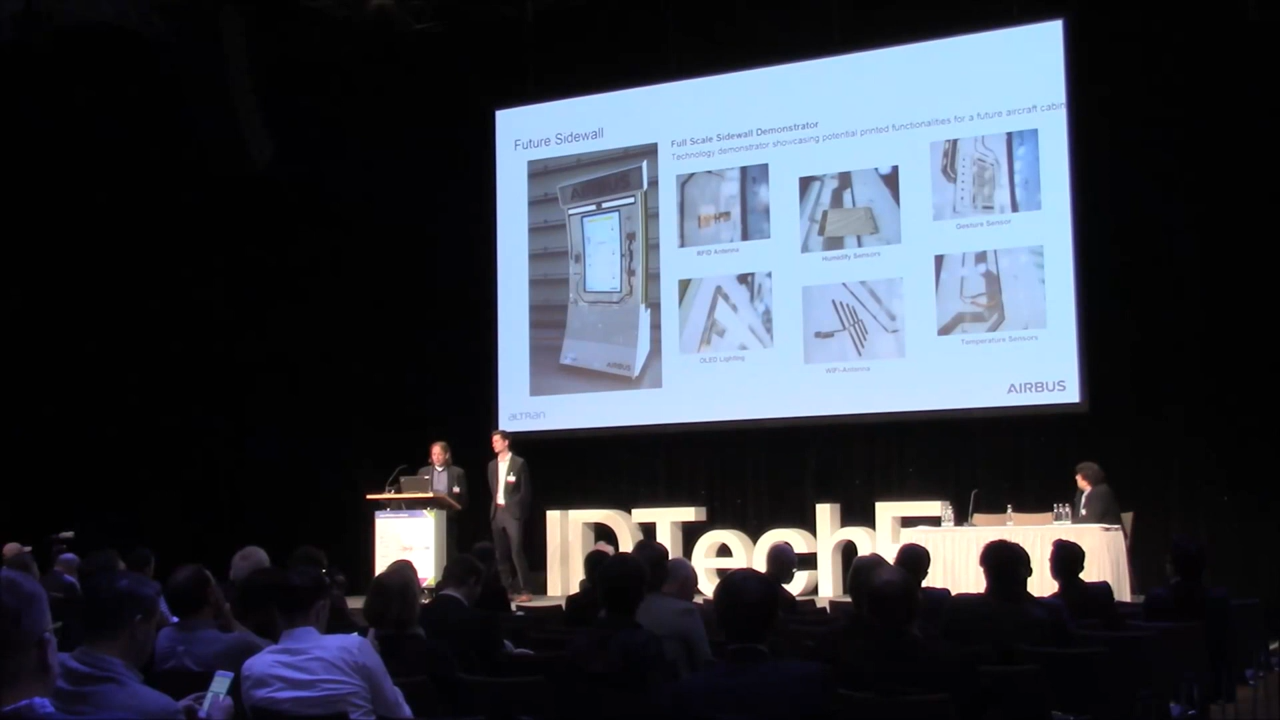 Future Sidewall
Full Scale Sidewall Demonstrator
Technology demonstrator showcasing potential printed functionalities for a future aircraft cabin
AIRBUS
RFID Antenna
Humidity Sensors
Gesture Sensor
OLED Lighting
WiFi-Antenna
Temperature Sensors
AIRBUS
altran
AIRBUS
IDTechE